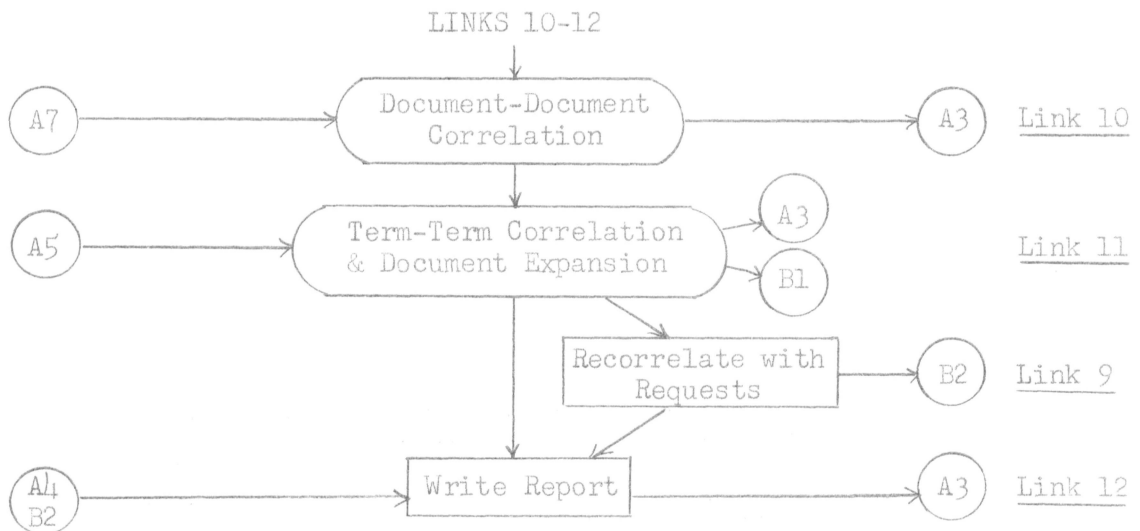 LINKS 10-12
A7
Document-Document
Correlation
A3
Link 10
A5
Term-Term Correlation
& Document Expansion
A3
B1
Link 11
Recorrelate with
Requests
B2
Link 9
A4
B2
Write Report
A3
Link 12